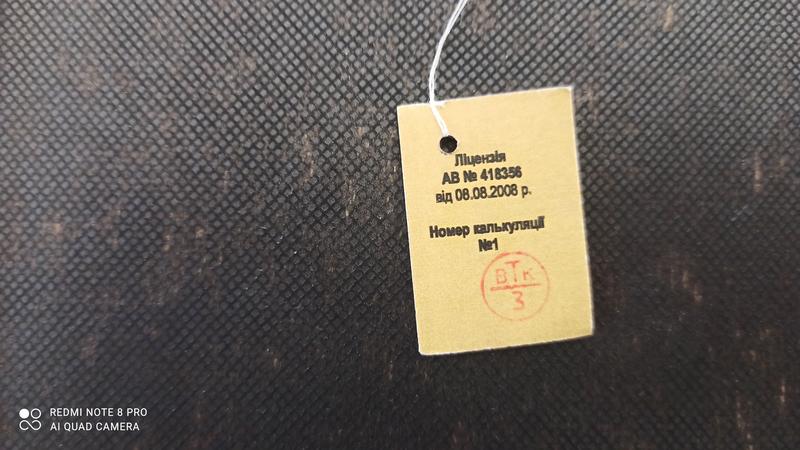 Ліцензія
АВ № 418356
від 08.08.2008 р.
Номер калькуляції
№1
ВТК
3
REDMI NOTE 8 PRO
AI QUAD CAMERA